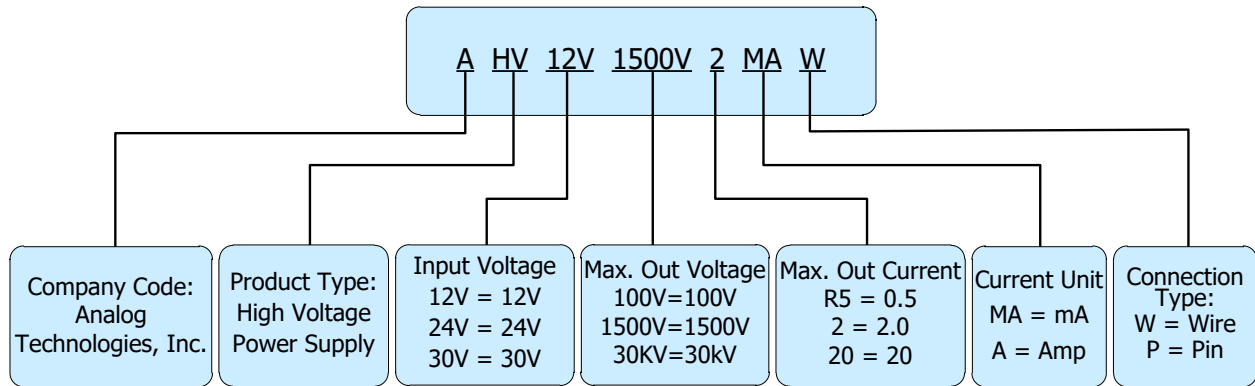 A HV 12V 1500V 2 MA W
Company Code:
Analog
Technologies, Inc.
Product Type:
High Voltage
Power Supply
Input Voltage
12V = 12V
24V = 24V
30V = 30V
Max. Out Voltage
100V=100V
1500V=1500V
30KV=30kV
Max. Out Current
R5 = 0.5
2 = 2.0
20 = 20
Current Unit
MA = mA
A = Amp
Connection
Type:
W = Wire
P = Pin